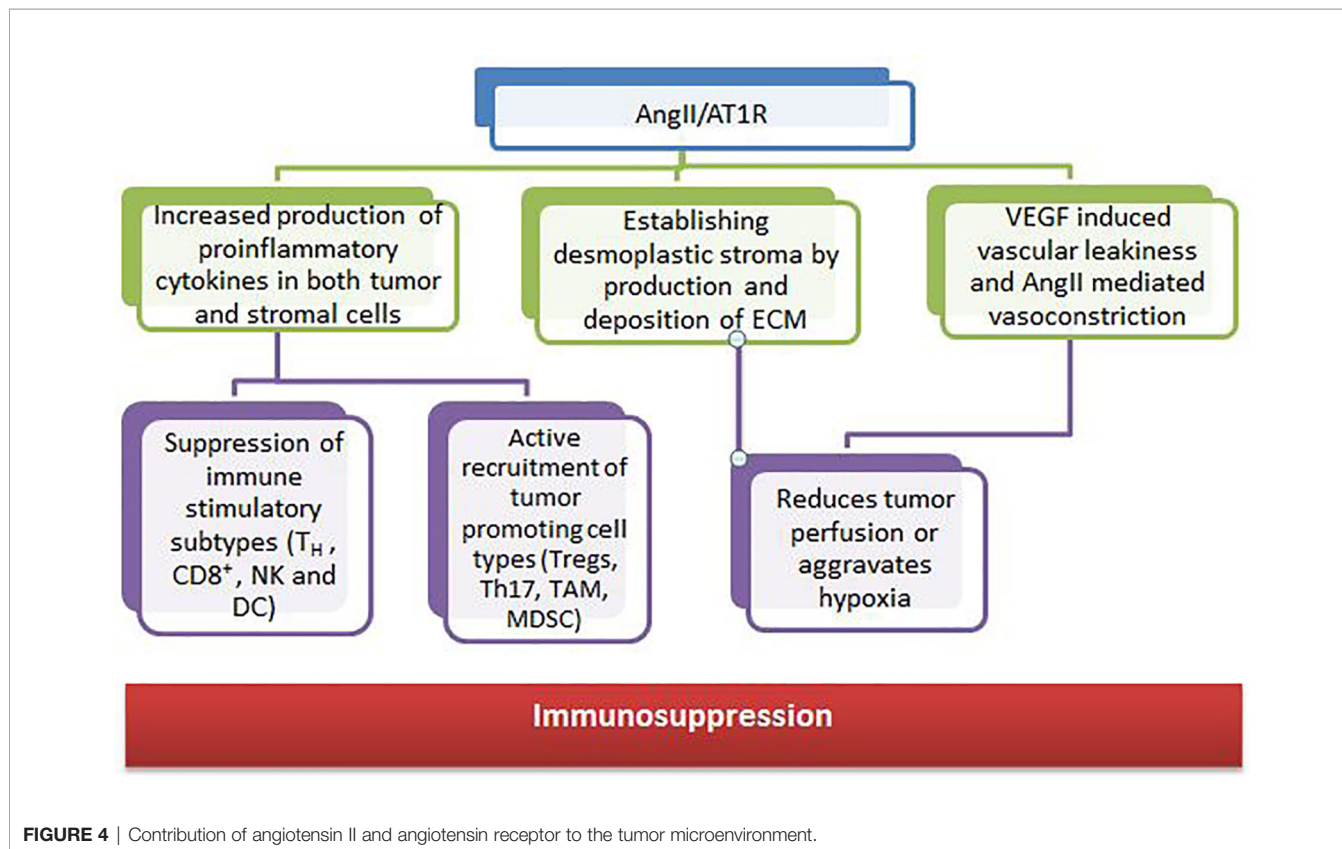 AngII/AT1R
Increased production of
proinflammatory
cytokines in both tumor
and stromal cells
Establishing
desmoplastic stroma by
production and
deposition of ECM
VEGF induced
vascular leakiness
and AngII mediated
vasoconstriction
Suppression of
immune
stimulatory
subtypes (TH ,
CD8+, NK and
DC)
Active
recruitment of
tumor
promoting cell
types (Tregs,
Th17, TAM,
MDSC)
Reduces tumor
perfusion or
aggravates
hypoxia
Immunosuppression
FIGURE 4 | Contribution of angiotensin II and angiotensin receptor to the tumor microenvironment.